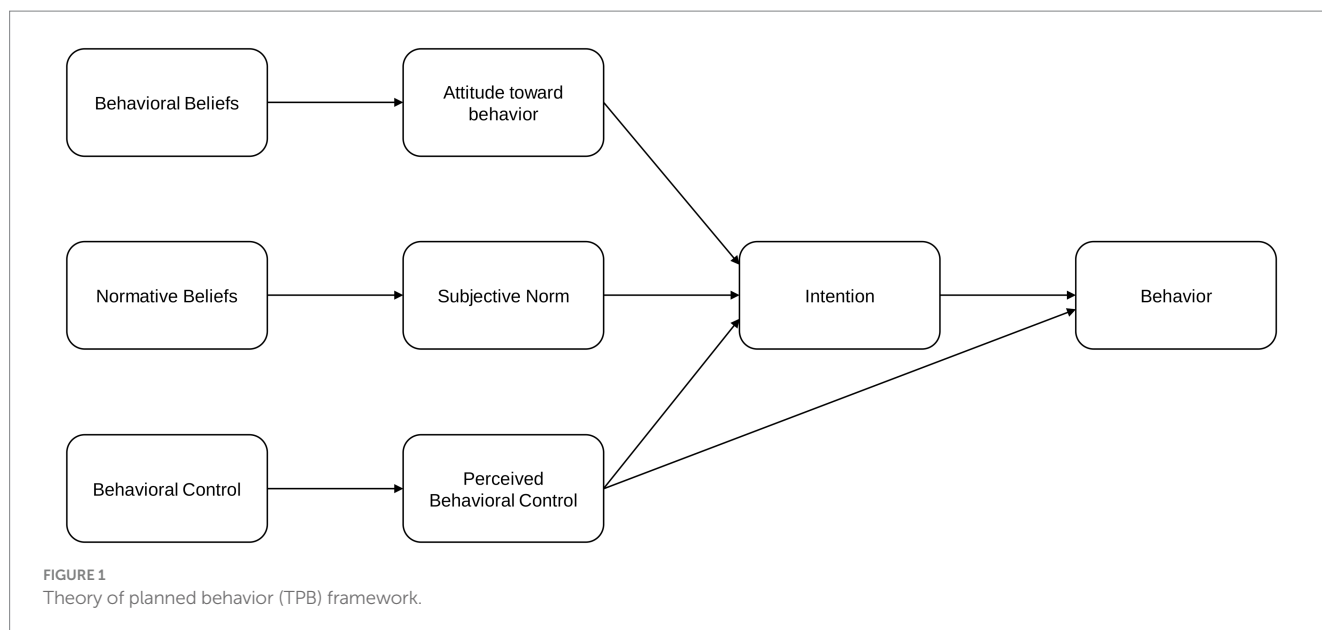 Behavioral Beliefs
Attitude toward
behavior
Normative Beliefs
Subjective Norm
Intention
Behavior
Behavioral Control
Perceived
Behavioral Control
FIGURE 1
Theory of planned behavior (TPB) framework.